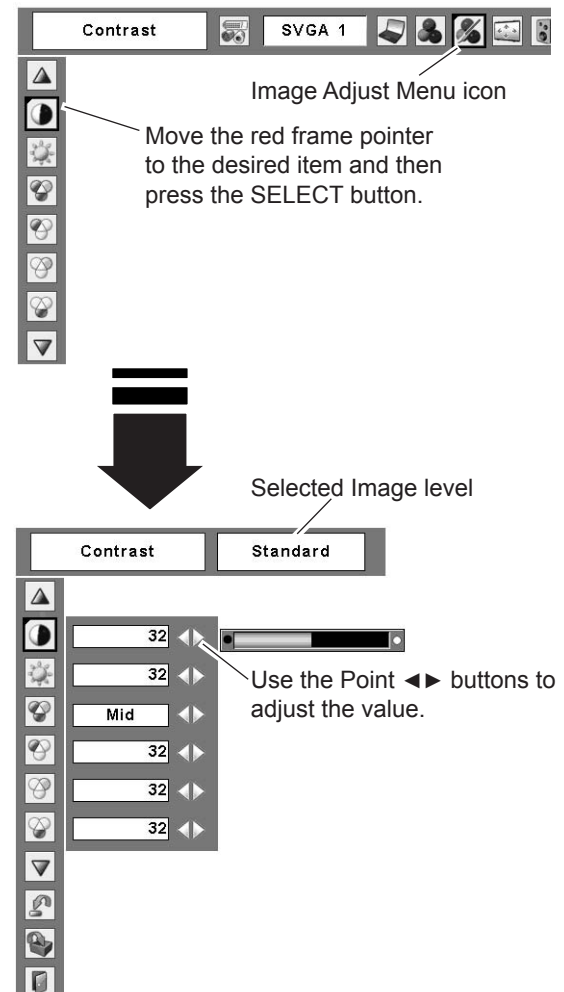 Contrast
SVGA 1
Image Adjust Menu icon
Move the red frame pointer
to the desired item and then
press the SELECT button.
Selected Image level
Contrast
Standard
32
32
Use the Point ◄► buttons to
adjust the value.
Mid
32
32
32